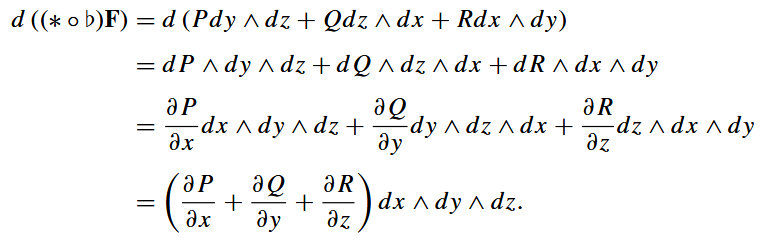 d ((∗ ∘ ♭)F) = d (Pdy ∧ dz + Qdz ∧ dx + Rdx ∧ dy)
= dP ∧ dy ∧ dz + dQ ∧ dz ∧ dx + dR ∧ dx ∧ dy
= ∂P/∂x dx ∧ dy ∧ dz + ∂Q/∂y dy ∧ dz ∧ dx + ∂R/∂z dz ∧ dx ∧ dy
= (∂P/∂x + ∂Q/∂y + ∂R/∂z) dx ∧ dy ∧ dz.